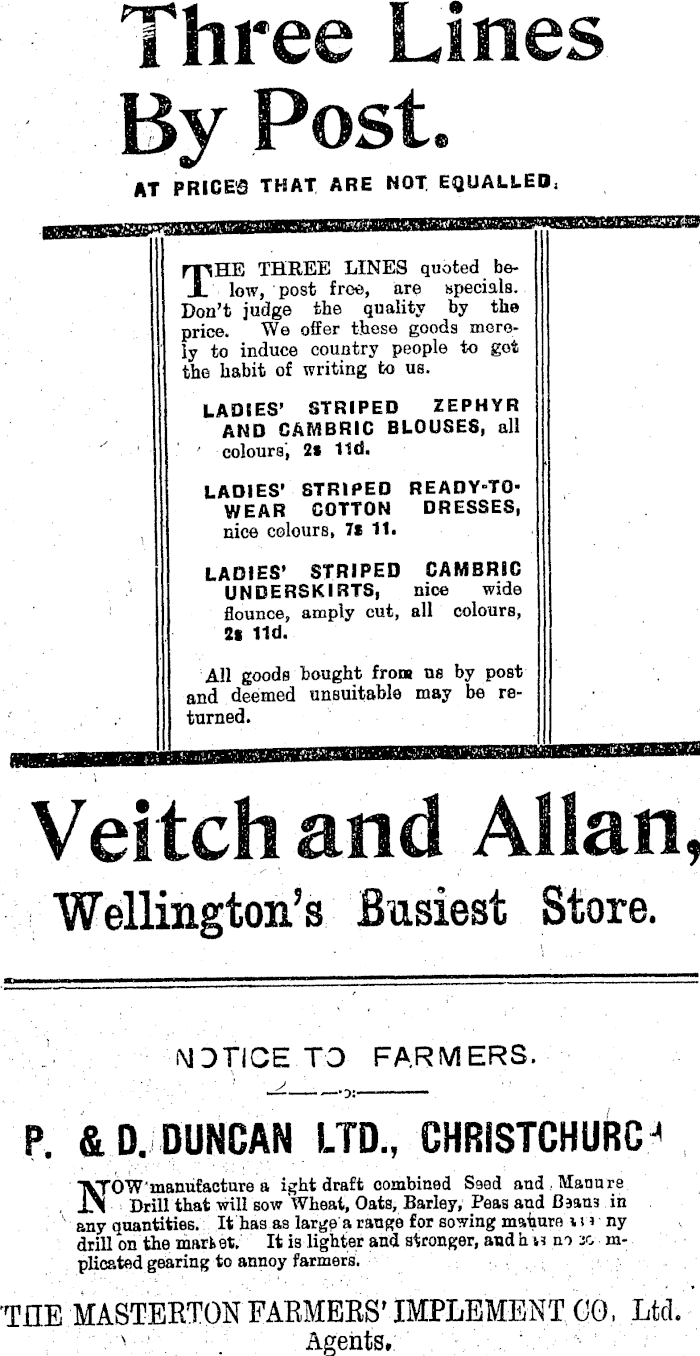 Three Lines
By Post.
AT PRICES THAT ARE NOT EQUALLED.
THE THREE LINES quoted be-
low, post free, are specials.
Don't judge the quality by the
price. We offer these goods mere-
ly to induce country people to get
the habit of writing to us.
LADIES' STRIPED ZEPHYR
AND CAMBRIC BLOUSES, all
colours, 2s 11d.
LADIES' STRIPED READY-TO-
WEAR COTTON DRESSES,
nice colours, 7s 11.
LADIES' STRIPED CAMBRIC
UNDERSKIRTS, nice wide
flounce, amply cut, all colours,
2s 11d.
All goods bought from us by post
and deemed unsuitable may be re-
turned.
Veitch and Allan,
Wellington's Busiest Store.
NOTICE TO FARMERS.
P. & D. DUNCAN LTD., CHRISTCHURC
NOW manufacture a ight draft combined Seed and Manure
Drill that will sow Wheat, Oats, Barley, Peas and Beans in
any quantities. It has as large a range for sowing manure ny
drill on the market. It is lighter and stronger, and has no m-
plicated gearing to annoy farmers.
THE MASTERTON FARMERS' IMPLEMENT CO, Ltd.
Agents.